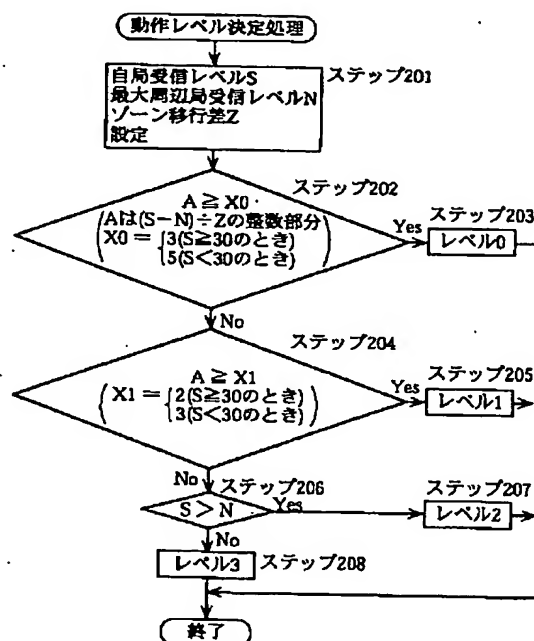 動作レベル決定処理
自局受信レベルS
最大周辺局受信レベルN
ゾーン移行差Z
設定
ステップ201
ステップ202
A≧X0
Aは(S−N)÷Zの整数部分
X0=3(S≧30のとき)
5(S<30のとき)
Yes
ステップ203
レベル0
No
ステップ204
A≧X1
X1=2(S≧30のとき)
3(S<30のとき)
Yes
ステップ205
レベル1
No
ステップ206
S>N
Yes
ステップ207
レベル2
No
レベル3
ステップ208
終了